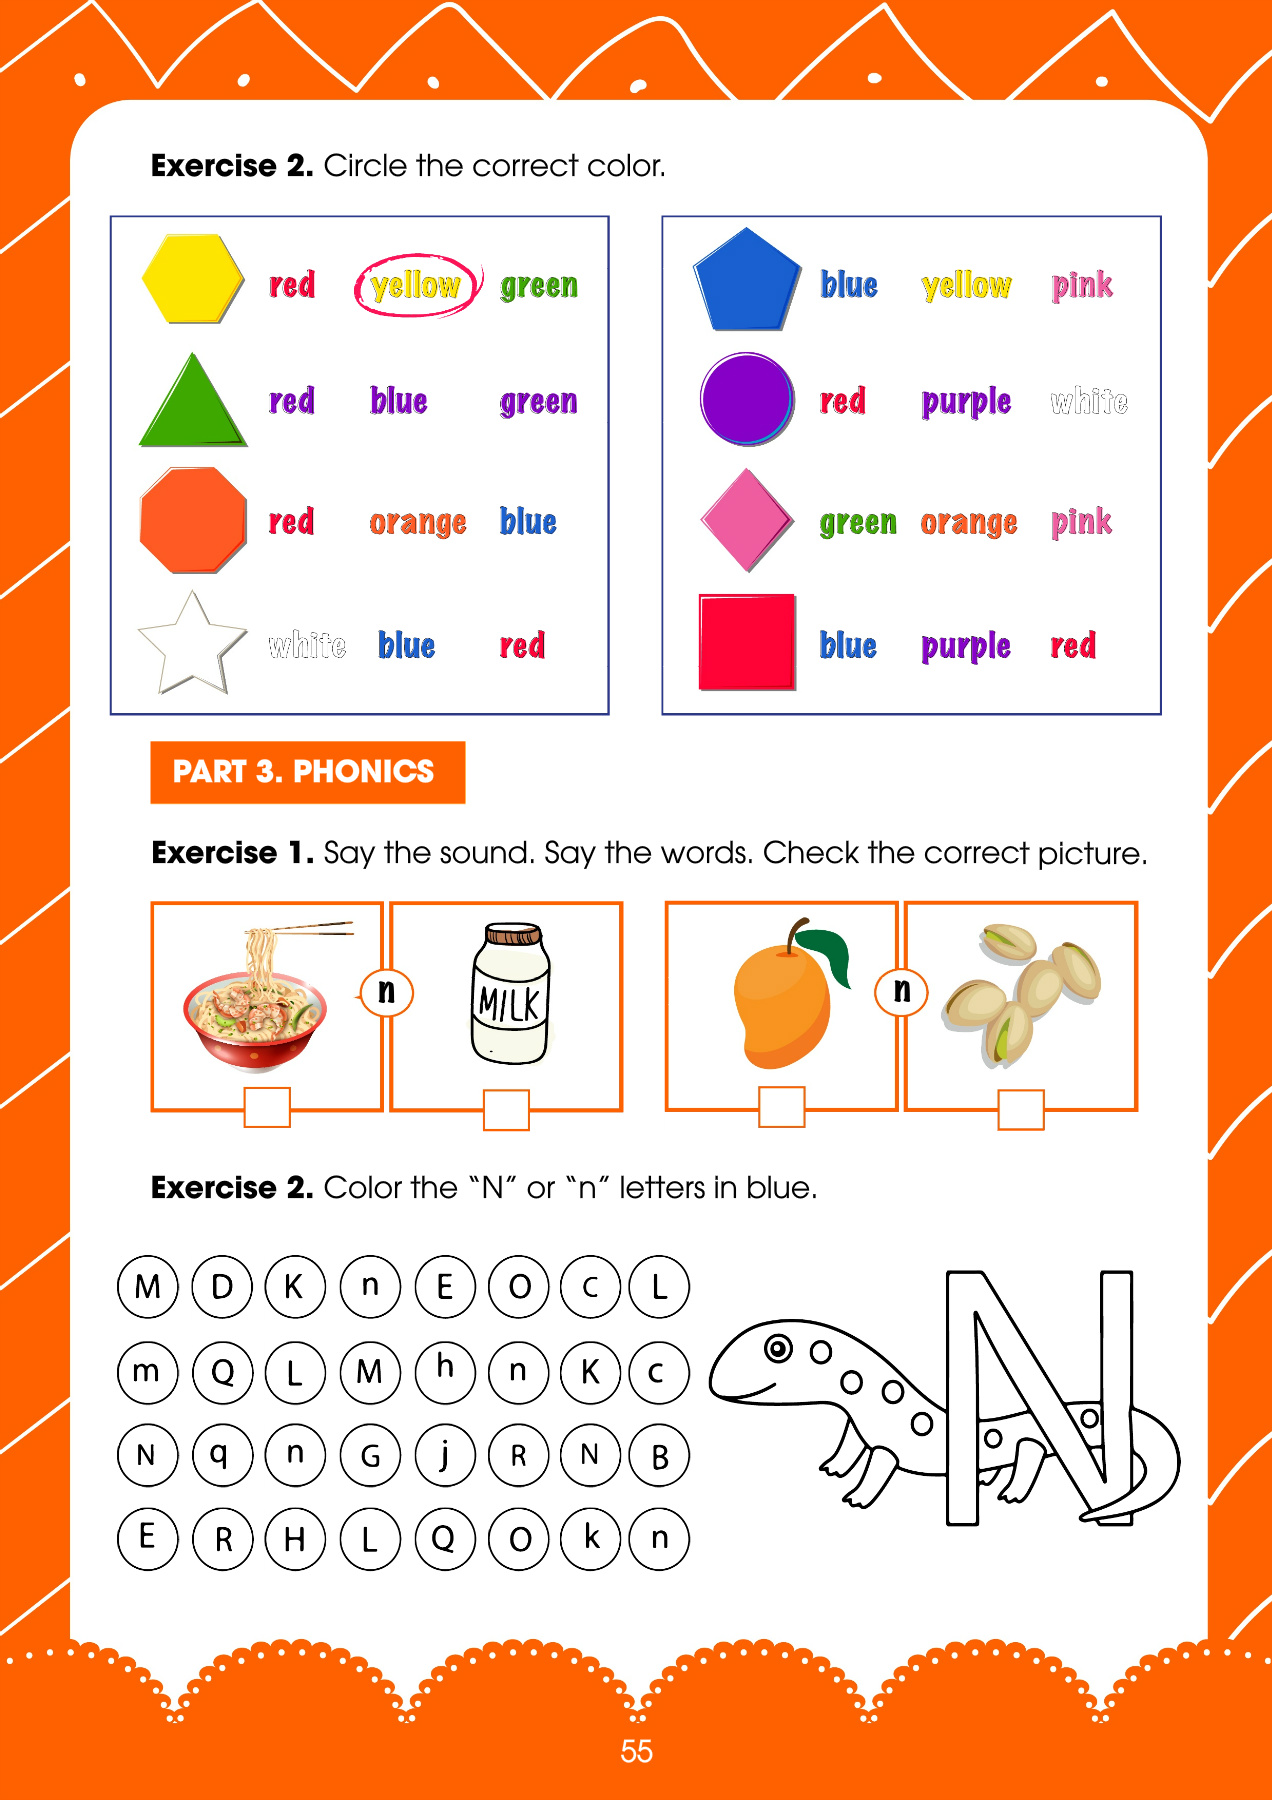 Exercise 2. Circle the correct color.
red yellow green
red blue green
red orange blue
white blue red
blue yellow pink
red purple white
green orange pink
blue purple red
PART 3. PHONICS
Exercise 1. Say the sound. Say the words. Check the correct picture.
n
MILK
n
Exercise 2. Color the “N” or “n” letters in blue.
M D K n E O c L
m Q L M h n K c
N q n G j R N B
E R H L Q O k n
N
55